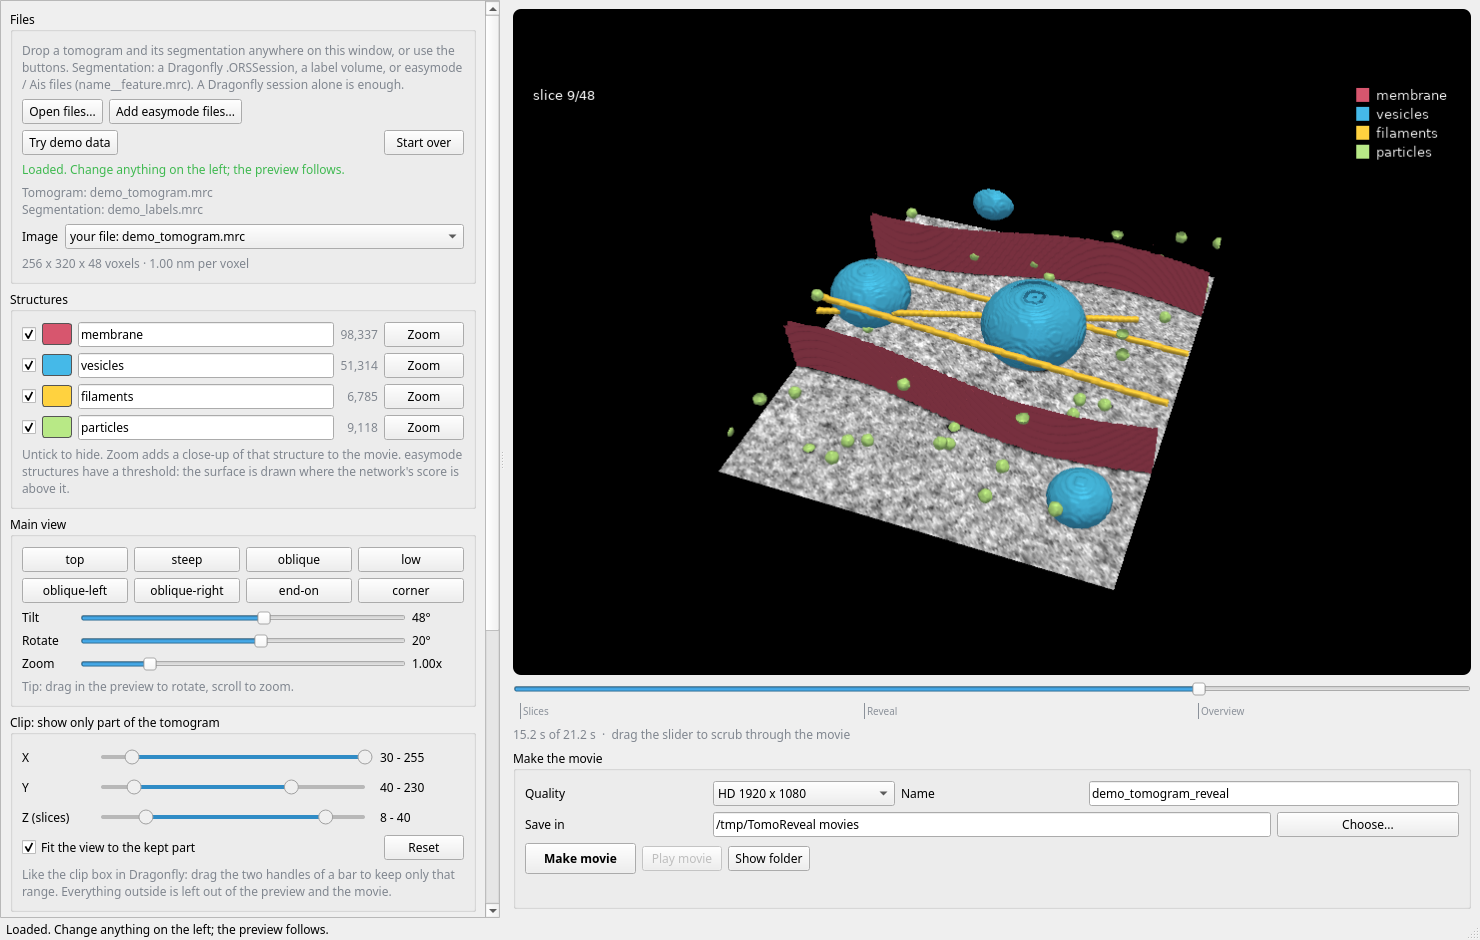 Files
Drop a tomogram and its segmentation anywhere on this window, or use the
buttons. Segmentation: a Dragonfly .ORSSession, a label volume, or easymode
/ Ais files (name__feature.mrc). A Dragonfly session alone is enough.
Open files...
Add easymode files...
Try demo data
Start over
Loaded. Change anything on the left; the preview follows.
Tomogram: demo_tomogram.mrc
Segmentation: demo_labels.mrc
Image
your file: demo_tomogram.mrc
256 x 320 x 48 voxels · 1.00 nm per voxel
Structures
membrane 98,337 Zoom
vesicles 51,314 Zoom
filaments 6,785 Zoom
particles 9,118 Zoom
Untick to hide. Zoom adds a close-up of that structure to the movie. easymode
structures have a threshold: the surface is drawn where the network's score is
above it.
Main view
top steep oblique low
oblique-left oblique-right end-on corner
Tilt 48°
Rotate 20°
Zoom 1.00x
Tip: drag in the preview to rotate, scroll to zoom.
Clip: show only part of the tomogram
X 30 - 255
Y 40 - 230
Z (slices) 8 - 40
Fit the view to the kept part
Reset
Like the clip box in Dragonfly: drag the two handles of a bar to keep only that
range. Everything outside is left out of the preview and the movie.
Loaded. Change anything on the left; the preview follows.
slice 9/48
membrane
vesicles
filaments
particles
Slices Reveal Overview
15.2 s of 21.2 s · drag the slider to scrub through the movie
Make the movie
Quality HD 1920 x 1080 Name demo_tomogram_reveal
Save in /tmp/TomoReveal movies Choose...
Make movie Play movie Show folder